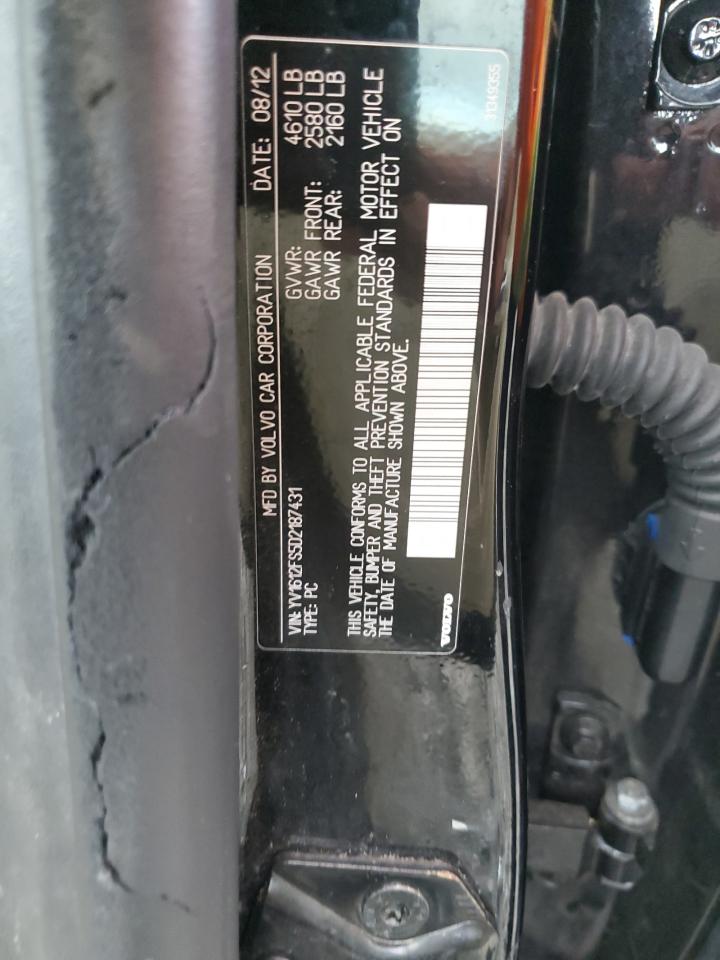 MFD BY VOLVO CAR CORPORATION DATE: 08/12
VIN: YV1612FS5D2187431 GVWR: 4610 LB
TYPE: PC GAWR FRONT: 2580 LB
GAWR REAR: 2160 LB
THIS VEHICLE CONFORMS TO ALL APPLICABLE FEDERAL MOTOR VEHICLE
SAFETY, BUMPER AND THEFT PREVENTION STANDARDS IN EFFECT ON
THE DATE OF MANUFACTURE SHOWN ABOVE.
VOLVO 31349355